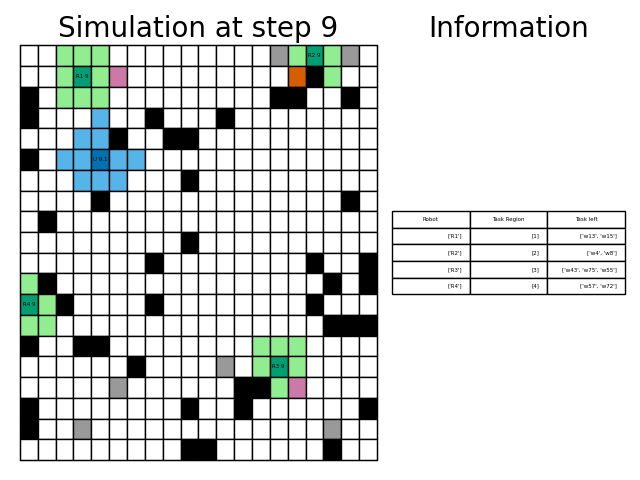 Simulation at step 9
Information
R1 9
R2 9
U 9.1
R4 9
R3 9
Robot Task Region Task left
['R1'] [1] ['w13', 'w15']
['R2'] [2] ['w4', 'w8']
['R3'] [3] ['w43', 'w75', 'w55']
['R4'] [4] ['w57', 'w72']